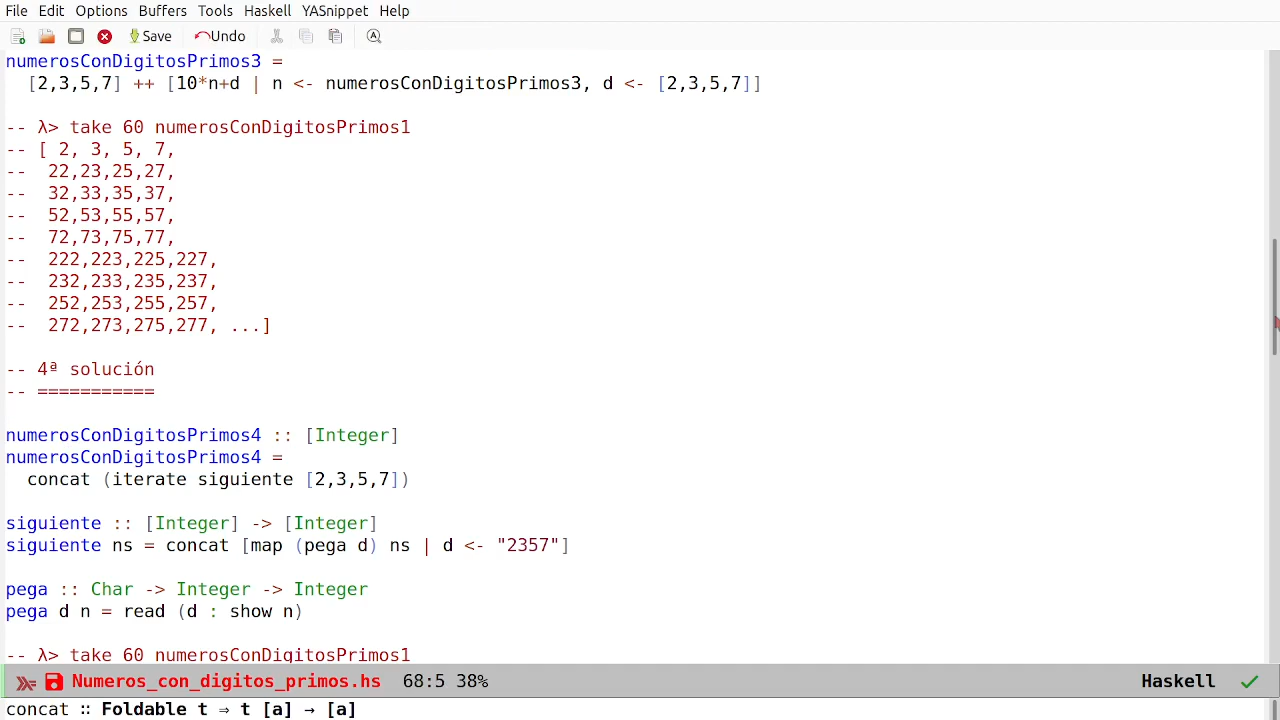 File Edit Options Buffers Tools Haskell YASnippet Help
Save Undo
numerosConDigitosPrimos3 =
  [2,3,5,7] ++ [10*n+d | n <- numerosConDigitosPrimos3, d <- [2,3,5,7]]
-- λ> take 60 numerosConDigitosPrimos1
-- [ 2, 3, 5, 7,
--  22,23,25,27,
--  32,33,35,37,
--  52,53,55,57,
--  72,73,75,77,
--  222,223,225,227,
--  232,233,235,237,
--  252,253,255,257,
--  272,273,275,277, ...]
-- 4ª solución
-- ===========
numerosConDigitosPrimos4 :: [Integer]
numerosConDigitosPrimos4 =
  concat (iterate siguiente [2,3,5,7])
siguiente :: [Integer] -> [Integer]
siguiente ns = concat [map (pega d) ns | d <- "2357"]
pega :: Char -> Integer -> Integer
pega d n = read (d : show n)
-- λ> take 60 numerosConDigitosPrimos1
Numeros_con_digitos_primos.hs 68:5 38% Haskell
concat ∷ Foldable t ⇒ t [a] → [a]